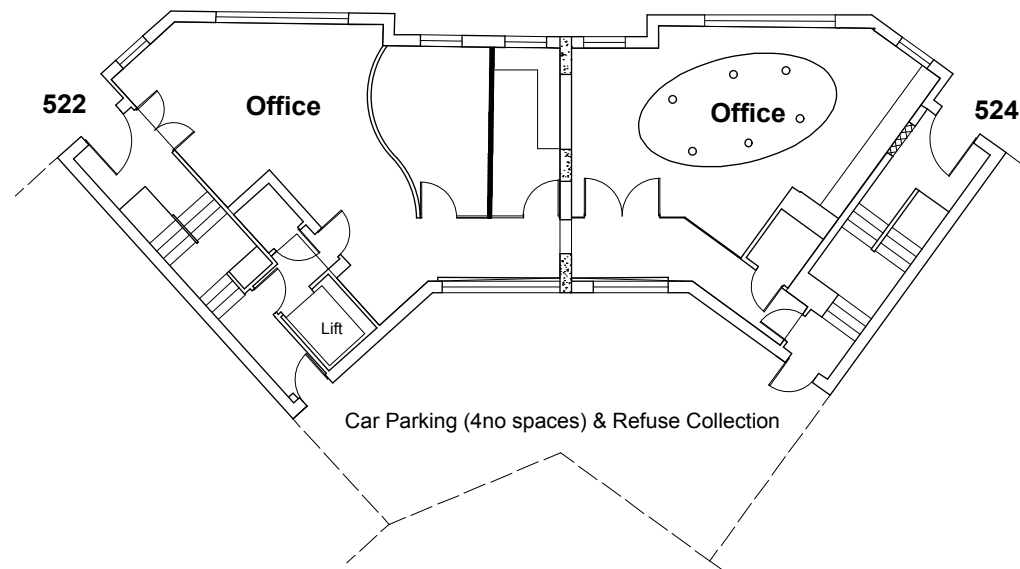 522
Office
Office
524
Lift
Car Parking (4no spaces) & Refuse Collection